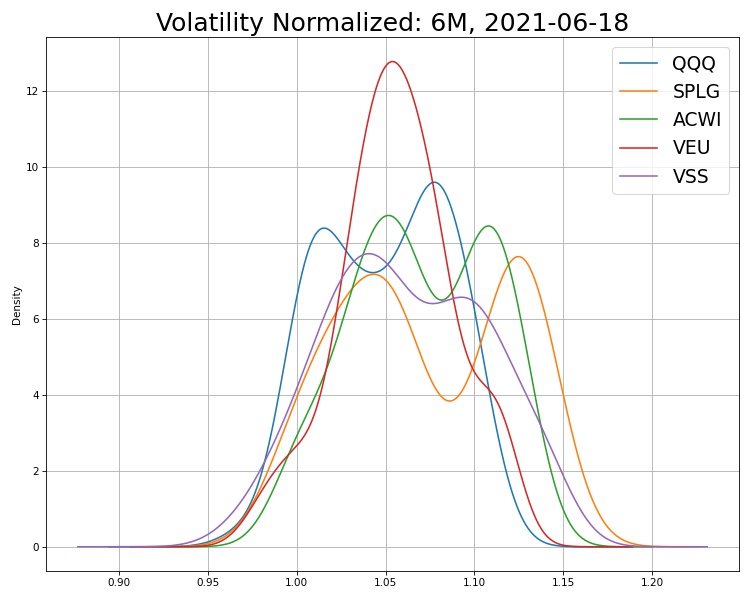 Volatility Normalized: 6M, 2021-06-18
QQQ
SPLG
ACWI
VEU
VSS
Density
12
10
8
6
4
2
0
0.90 0.95 1.00 1.05 1.10 1.15 1.20